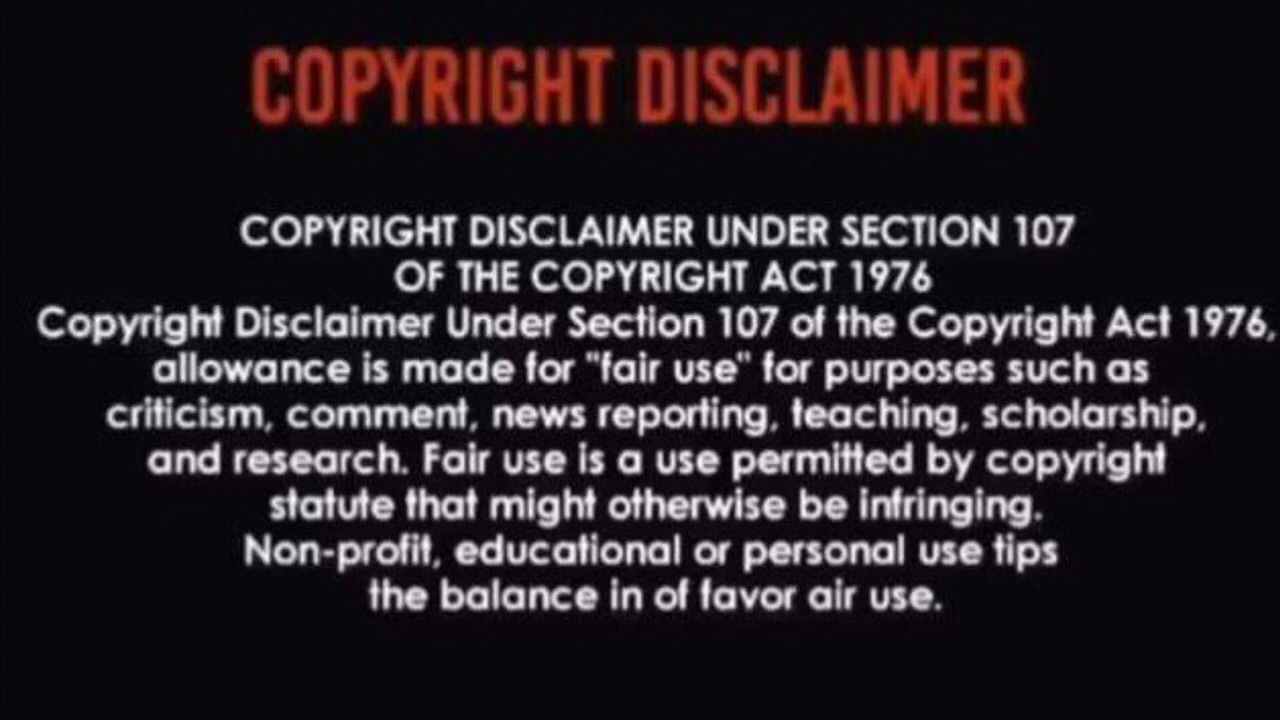 COPYRIGHT DISCLAIMER
COPYRIGHT DISCLAIMER UNDER SECTION 107
OF THE COPYRIGHT ACT 1976
Copyright Disclaimer Under Section 107 of the Copyright Act 1976,
allowance is made for "fair use" for purposes such as
criticism, comment, news reporting, teaching, scholarship,
and research. Fair use is a use permitted by copyright
statute that might otherwise be infringing.
Non-profit, educational or personal use tips
the balance in of favor air use.